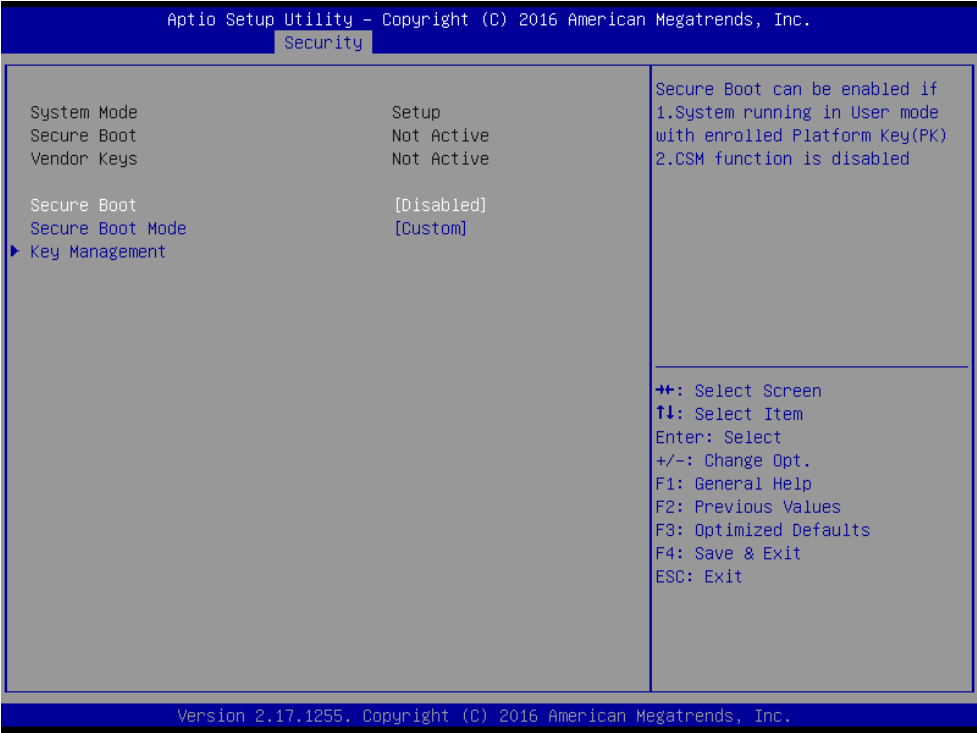 Aptio Setup Utility – Copyright (C) 2016 American Megatrends, Inc.
Security
System Mode Setup
Secure Boot Not Active
Vendor Keys Not Active
Secure Boot [Disabled]
Secure Boot Mode [Custom]
Key Management
Secure Boot can be enabled if
1.System running in User mode
with enrolled Platform Key(PK)
2.CSM function is disabled
→←: Select Screen
↑↓: Select Item
Enter: Select
+/-: Change Opt.
F1: General Help
F2: Previous Values
F3: Optimized Defaults
F4: Save & Exit
ESC: Exit
Version 2.17.1255. Copyright (C) 2016 American Megatrends, Inc.